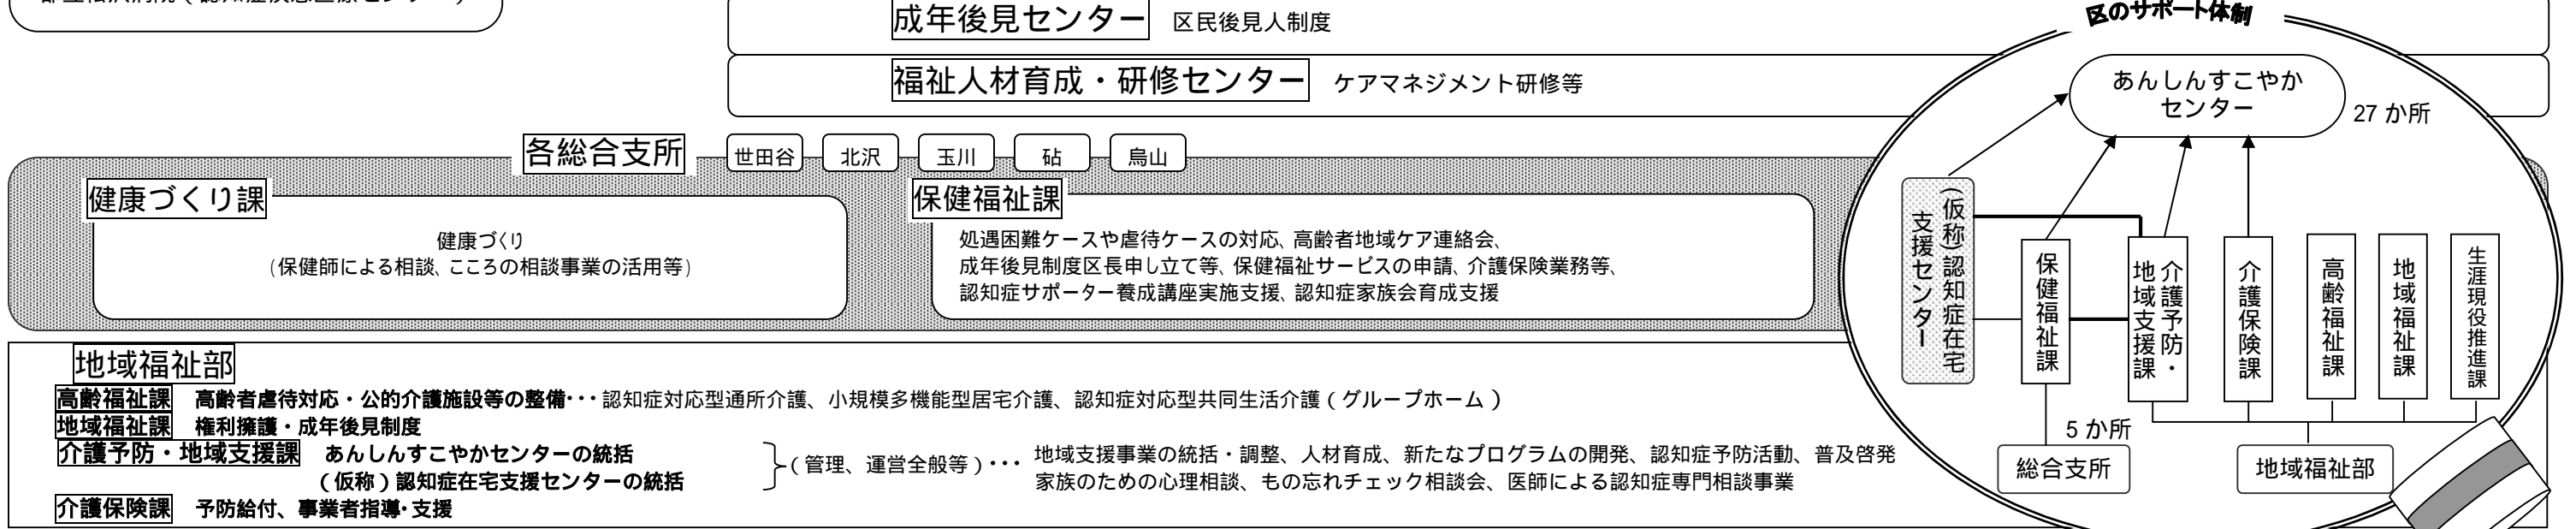 成年後見センター 区民後見人制度
福祉人材育成・研修センター ケアマネジメント研修等
各総合支所 世田谷 北沢 玉川 砧 烏山
健康づくり課
健康づくり
(保健師による相談、こころの相談事業の活用等)
保健福祉課
処遇困難ケースや虐待ケースの対応、高齢者地域ケア連絡会、
成年後見制度区長申し立て等、保健福祉サービスの申請、介護保険業務等、
認知症サポーター養成講座実施支援、認知症家族会育成支援
地域福祉部
高齢福祉課 高齢者虐待対応・公的介護施設等の整備･･･認知症対応型通所介護、小規模多機能型居宅介護、認知症対応型共同生活介護(グループホーム)
地域福祉課 権利擁護・成年後見制度
介護予防・地域支援課 あんしんすこやかセンターの統括
(仮称)認知症在宅支援センターの統括
(管理、運営全般等)･･･
地域支援事業の統括・調整、人材育成、新たなプログラムの開発、認知症予防活動、普及啓発
家族のための心理相談、もの忘れチェック相談会、医師による認知症専門相談事業
介護保険課 予防給付、事業者指導･支援
区のサポート体制
あんしんすこやか
センター
27 か所
(仮称)認知症在宅
支援センター
保健福祉課
介護予防・
地域支援課
介護保険課
高齢福祉課
地域福祉課
生涯現役推進課
5 か所
総合支所
地域福祉部